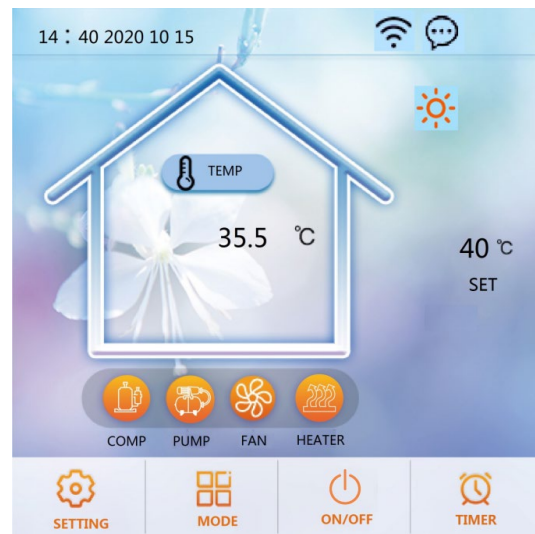 14：40 2020 10 15
TEMP
35.5 ℃
40 ℃
SET
COMP PUMP FAN HEATER
SETTING MODE ON/OFF TIMER